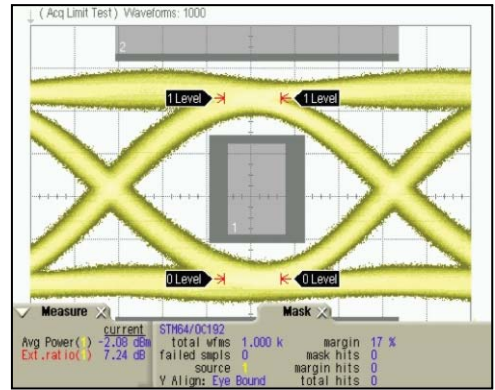 ( Acq Limit Test) Waveforms: 1000
2
1 Level 1 Level
1
0 Level 0 Level
Measure Mask
current STM64/OC192
Avg Power(1) -2.08 dBm total wfms 1.000 k margin 17 %
Ext.ratio(1) 7.24 dB failed smpls 0 mask hits 0
source 1 margin hits 0
Y Align: Eye Bound total hits 0